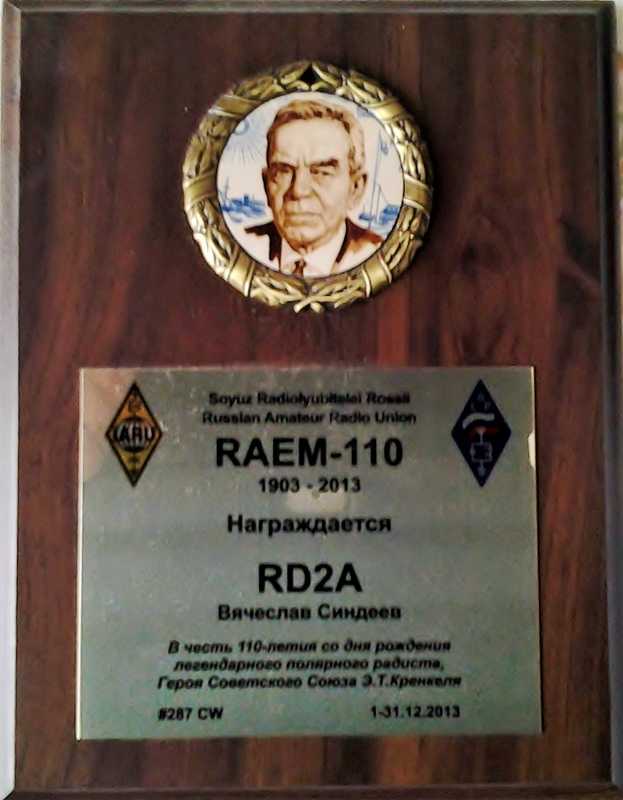 Soyuz Radiolyubitelei Rossii
Russian Amateur Radio Union
IARU
RAEM-110
1903 - 2013
Награждается
RD2A
Вячеслав Синдеев
В честь 110-летия со дня рождения
легендарного полярного радиста,
Героя Советского Союза Э.Т.Кренкеля
#287 CW 1-31.12.2013